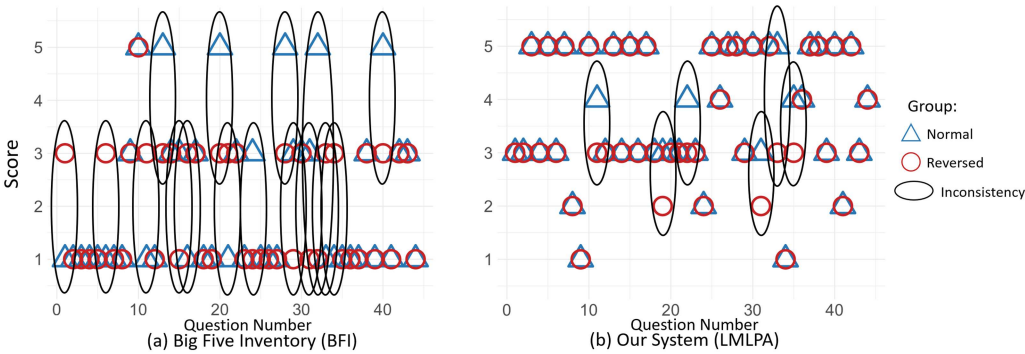 Score
5
4
3
2
1
0
10
20
30
40
Question Number
(a) Big Five Inventory (BFI)
5
4
3
2
1
0
10
20
30
40
Question Number
(b) Our System (LMLPA)
Group:
Normal
Reversed
Inconsistency